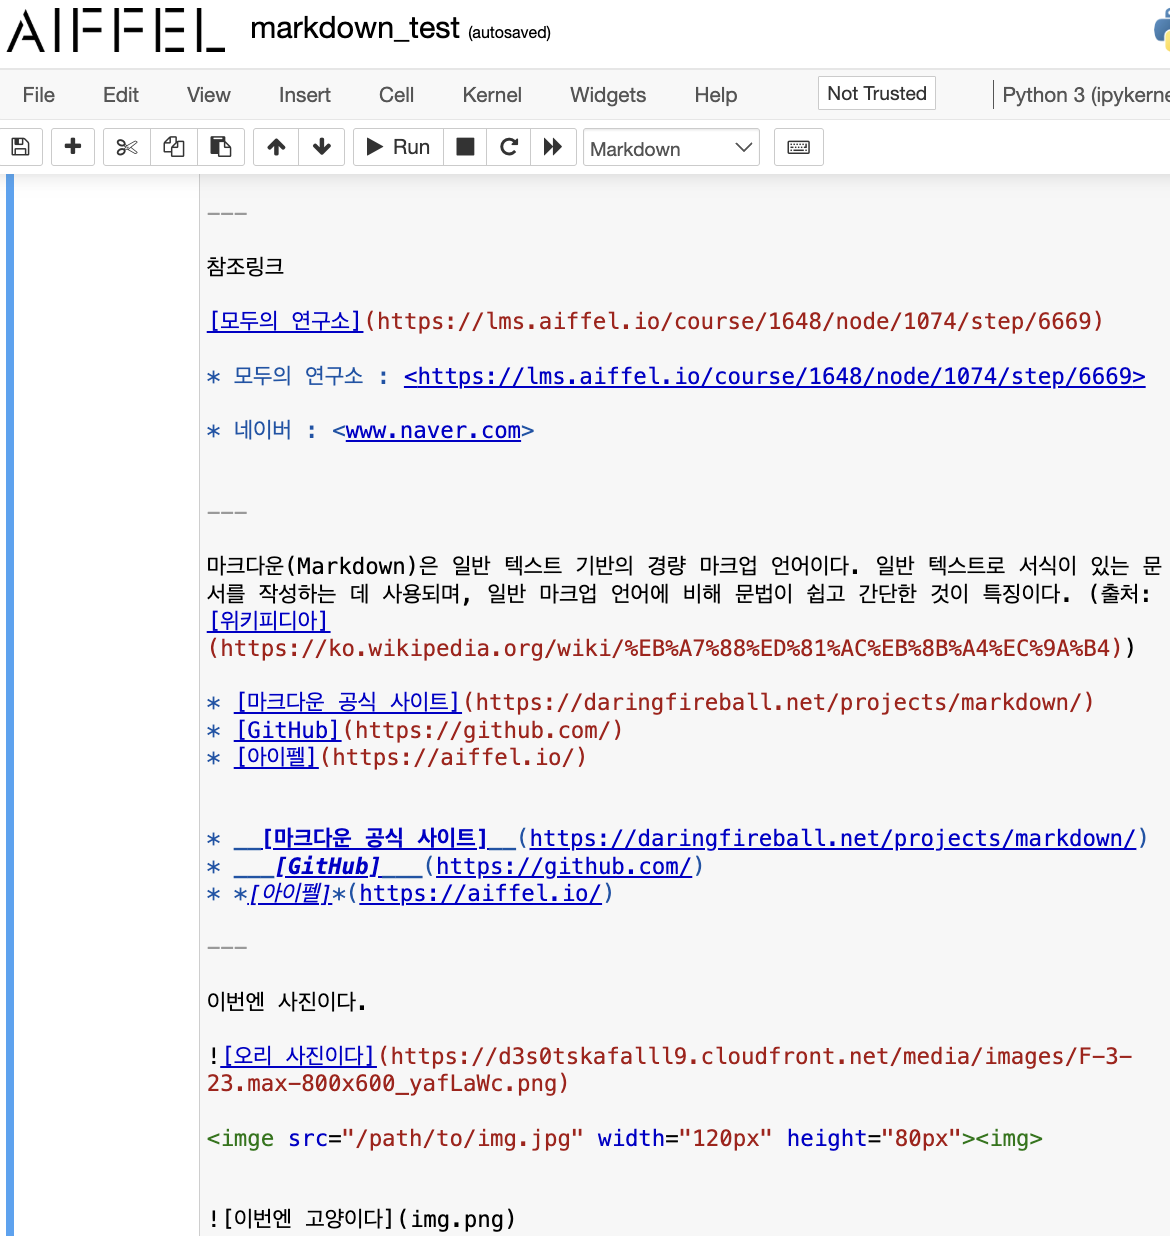 AIFFEL markdown_test (autosaved)
File Edit View Insert Cell Kernel Widgets Help Not Trusted Python 3 (ipykerne
Run Markdown
---
참조링크
[모두의 연구소](https://lms.aiffel.io/course/1648/node/1074/step/6669)
* 모두의 연구소 : <https://lms.aiffel.io/course/1648/node/1074/step/6669>
* 네이버 : <www.naver.com>
---
마크다운(Markdown)은 일반 텍스트 기반의 경량 마크업 언어이다. 일반 텍스트로 서식이 있는 문
서를 작성하는 데 사용되며, 일반 마크업 언어에 비해 문법이 쉽고 간단한 것이 특징이다. (출처:
[위키피디아]
(https://ko.wikipedia.org/wiki/%EB%A7%88%ED%81%AC%EB%8B%A4%EC%9A%B4))
* [마크다운 공식 사이트](https://daringfireball.net/projects/markdown/)
* [GitHub](https://github.com/)
* [아이펠](https://aiffel.io/)
* __[마크다운 공식 사이트]__(https://daringfireball.net/projects/markdown/)
* ___[GitHub]___(https://github.com/)
* *[아이펠]*(https://aiffel.io/)
---
이번엔 사진이다.
![오리 사진이다](https://d3s0tskafalll9.cloudfront.net/media/images/F-3-
23.max-800x600_yafLaWc.png)
<imge src="/path/to/img.jpg" width="120px" height="80px"><img>
![이번엔 고양이다](img.png)